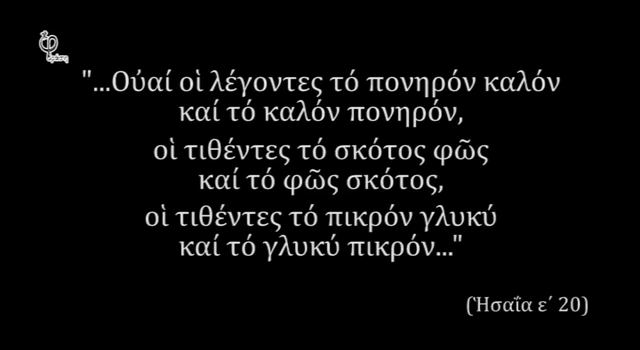 "...Οὐαί οἱ λέγοντες τό πονηρόν καλόν
καί τό καλόν πονηρόν,
οἱ τιθέντες τό σκότος φῶς
καί τό φῶς σκότος,
οἱ τιθέντες τό πικρόν γλυκύ
καί τό γλυκύ πικρόν..."
(Ἠσαΐα ε΄ 20)